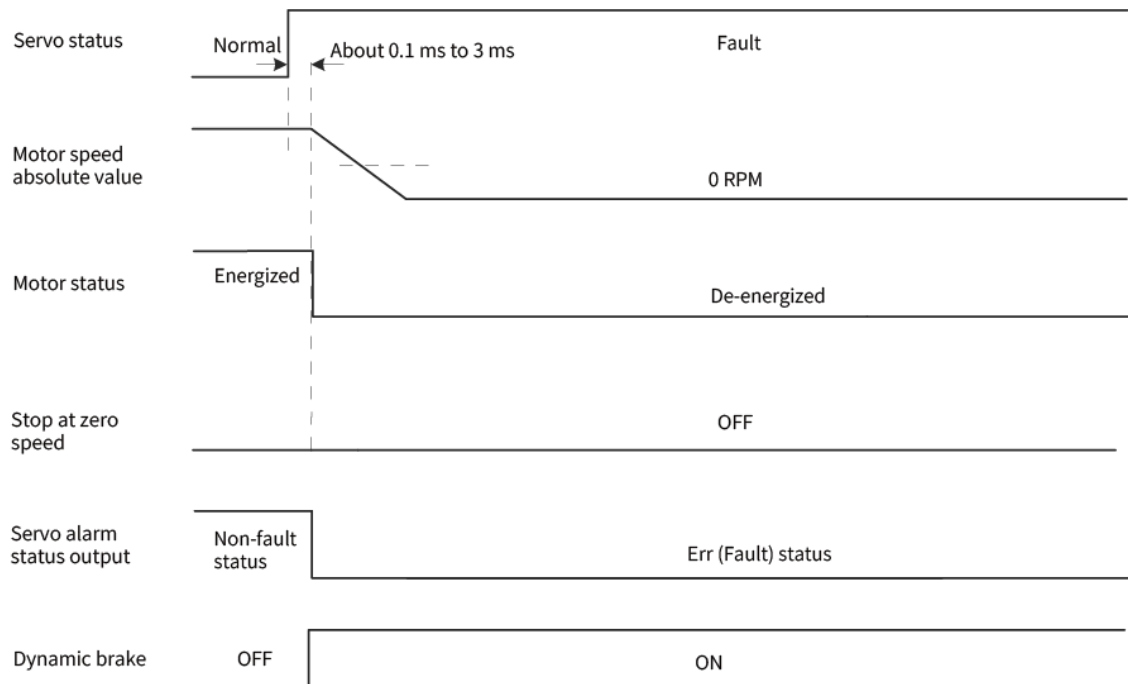 Servo status
Normal
About 0.1 ms to 3 ms
Fault
Motor speed
absolute value
0 RPM
Motor status
Energized
De-energized
Stop at zero
speed
OFF
Servo alarm
status output
Non-fault
status
Err (Fault) status
Dynamic brake
OFF
ON